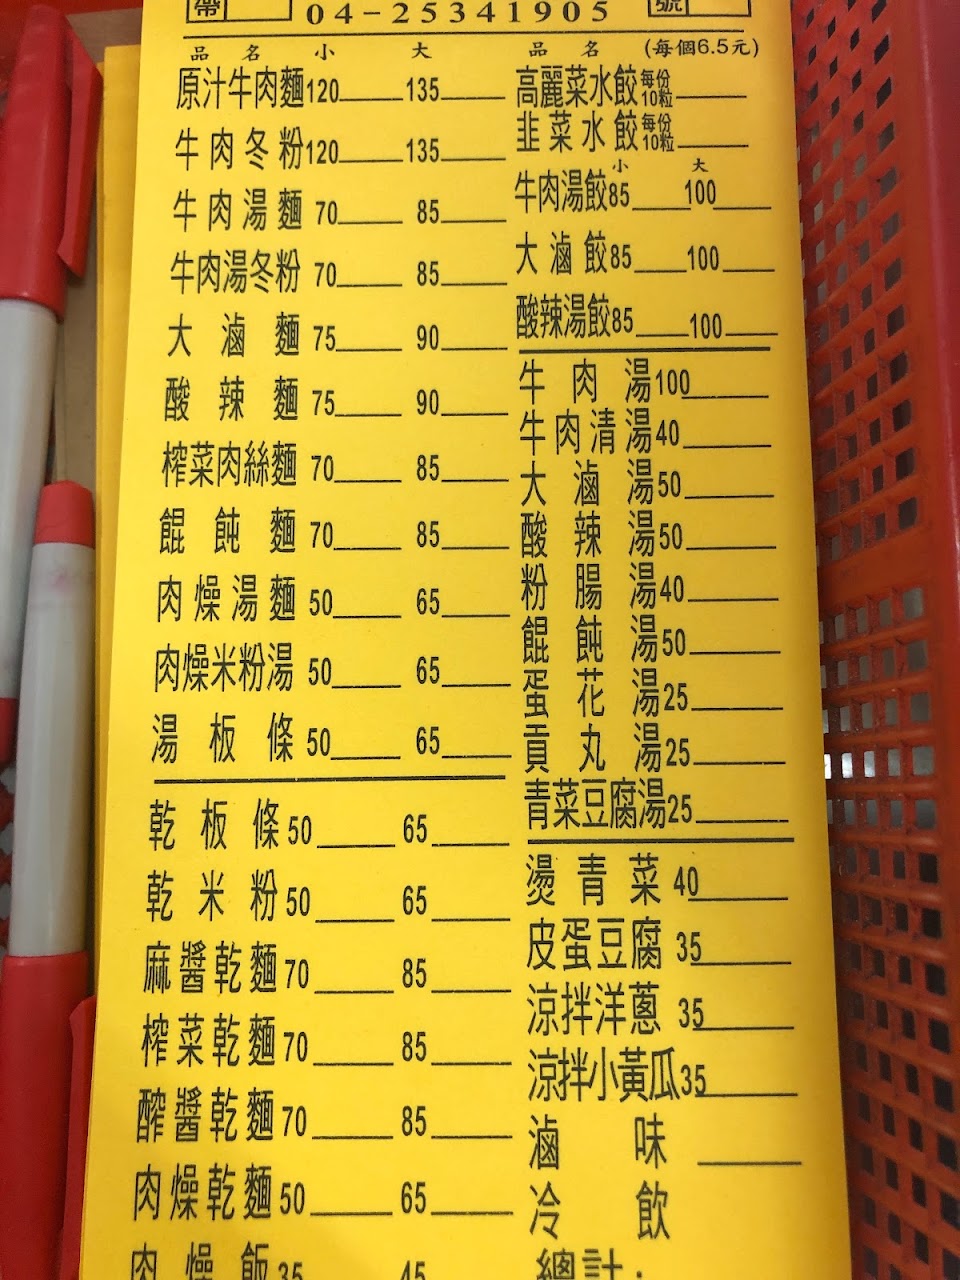 帶 號
04-25341905
品名 小 大
原汁牛肉麵120 135
牛肉冬粉120 135
牛肉湯麵 70 85
牛肉湯冬粉 70 85
大滷麵 75 90
酸辣麵 75 90
榨菜肉絲麵 70 85
餛飩麵 70 85
肉燥湯麵 50 65
肉燥米粉湯 50 65
湯板條 50 65
乾板條 50 65
乾米粉 50 65
麻醬乾麵 70 85
榨菜乾麵 70 85
醡醬乾麵 70 85
肉燥乾麵 50 65
肉燥飯 35 45
品名 (每個6.5元)
高麗菜水餃每份10粒
韭菜水餃每份10粒
小 大
牛肉湯餃85 100
大滷餃85 100
酸辣湯餃85 100
牛肉湯100
牛肉清湯40
大滷湯50
酸辣湯50
粉腸湯40
餛飩湯50
蛋花湯25
貢丸湯25
青菜豆腐湯25
燙青菜 40
皮蛋豆腐 35
涼拌洋蔥 35
涼拌小黃瓜35
滷味
冷飲
總計: